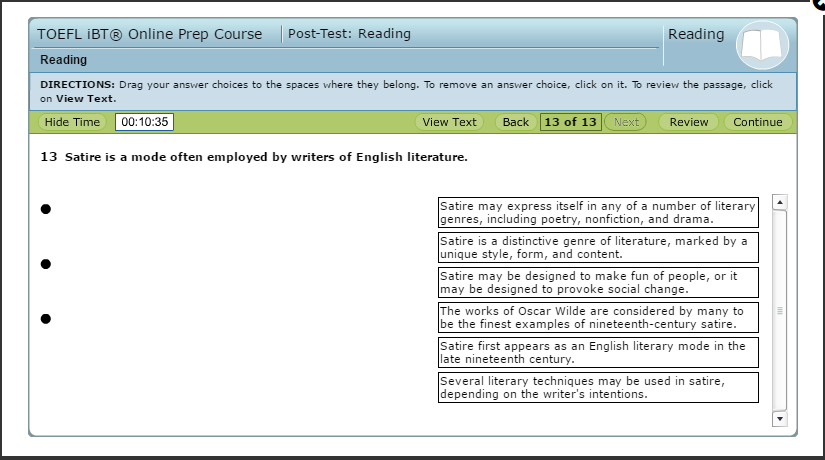 TOEFL iBT® Online Prep Course Post-Test: Reading Reading
Reading
DIRECTIONS: Drag your answer choices to the spaces where they belong. To remove an answer choice, click on it. To review the passage, click
on View Text.
Hide Time 00:10:35 View Text Back 13 of 13 Next Review Continue
13 Satire is a mode often employed by writers of English literature.
Satire may express itself in any of a number of literary
genres, including poetry, nonfiction, and drama.
Satire is a distinctive genre of literature, marked by a
unique style, form, and content.
Satire may be designed to make fun of people, or it
may be designed to provoke social change.
The works of Oscar Wilde are considered by many to
be the finest examples of nineteenth-century satire.
Satire first appears as an English literary mode in the
late nineteenth century.
Several literary techniques may be used in satire,
depending on the writer's intentions.